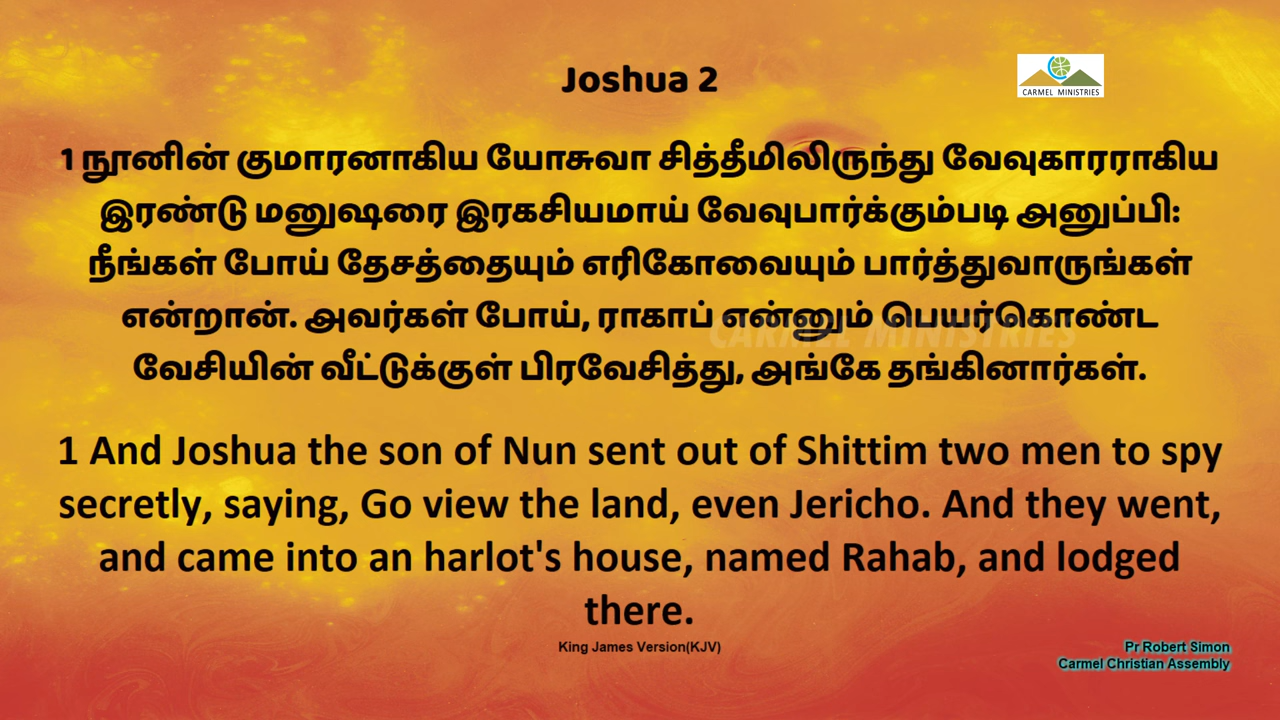 Joshua 2
CARMEL MINISTRIES
1 நூனின் குமாரனாகிய யோசுவா சித்தீமிலிருந்து வேவுகாரராகிய
இரண்டு மனுஷரை இரகசியமாய் வேவுபார்க்கும்படி அனுப்பி:
நீங்கள் போய் தேசத்தையும் எரிகோவையும் பார்த்துவாருங்கள்
என்றான். அவர்கள் போய், ராகாப் என்னும் பெயர்கொண்ட
CARMEL MINISTRIES
வேசியின் வீட்டுக்குள் பிரவேசித்து, அங்கே தங்கினார்கள்.
1 And Joshua the son of Nun sent out of Shittim two men to spy
secretly, saying, Go view the land, even Jericho. And they went,
and came into an harlot's house, named Rahab, and lodged
there.
King James Version(KJV)
Pr Robert Simon
Carmel Christian Assembly